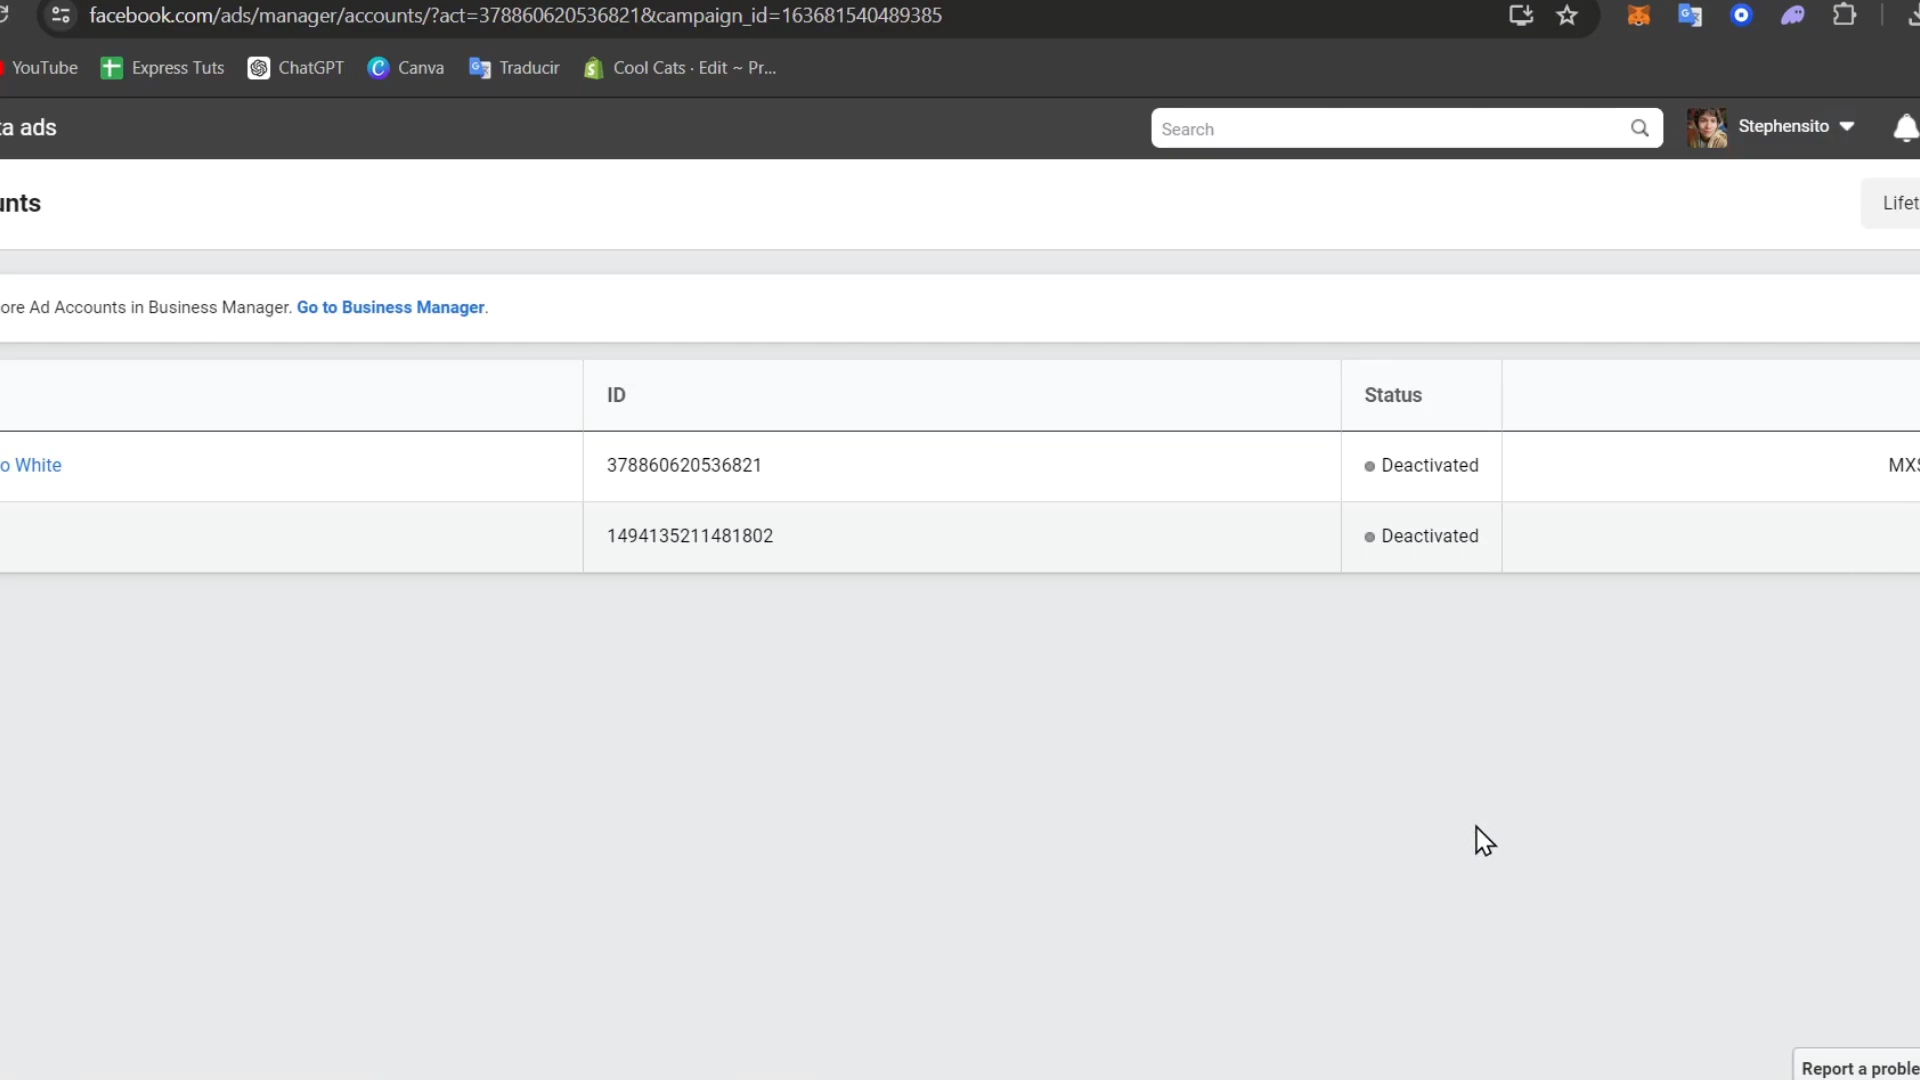 facebook.com/ads/manager/accounts/?act=378860620536821&campaign_id=163681540489385
YouTube Express Tuts ChatGPT Canva Traducir Cool Cats · Edit ~ Pr...
ta ads
Search
Stephensito
unts
Lifet
ore Ad Accounts in Business Manager. Go to Business Manager.
ID Status
o White 378860620536821 Deactivated MX$
1494135211481802 Deactivated
Report a proble